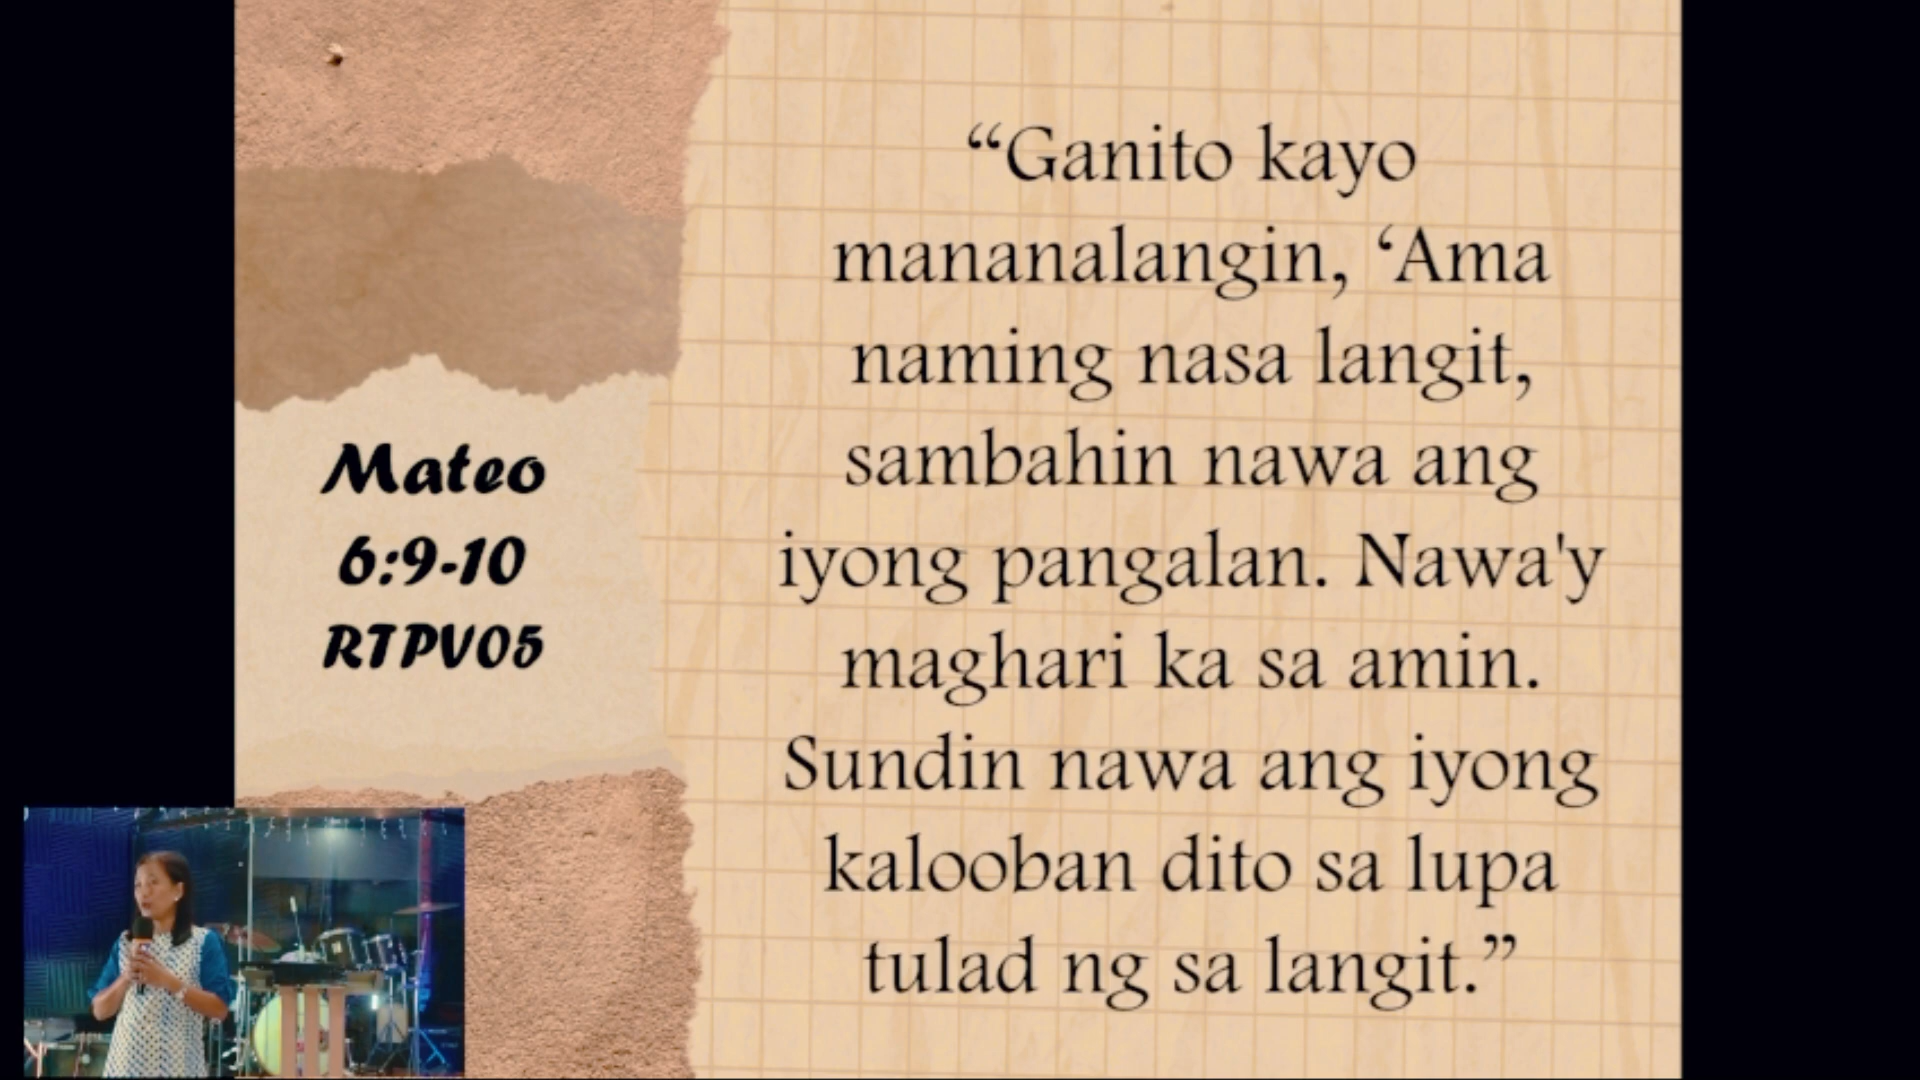 Mateo
6:9-10
RTPV05
“Ganito kayo
mananalangin, ‘Ama
naming nasa langit,
sambahin nawa ang
iyong pangalan. Nawa'y
maghari ka sa amin.
Sundin nawa ang iyong
kalooban dito sa lupa
tulad ng sa langit.”